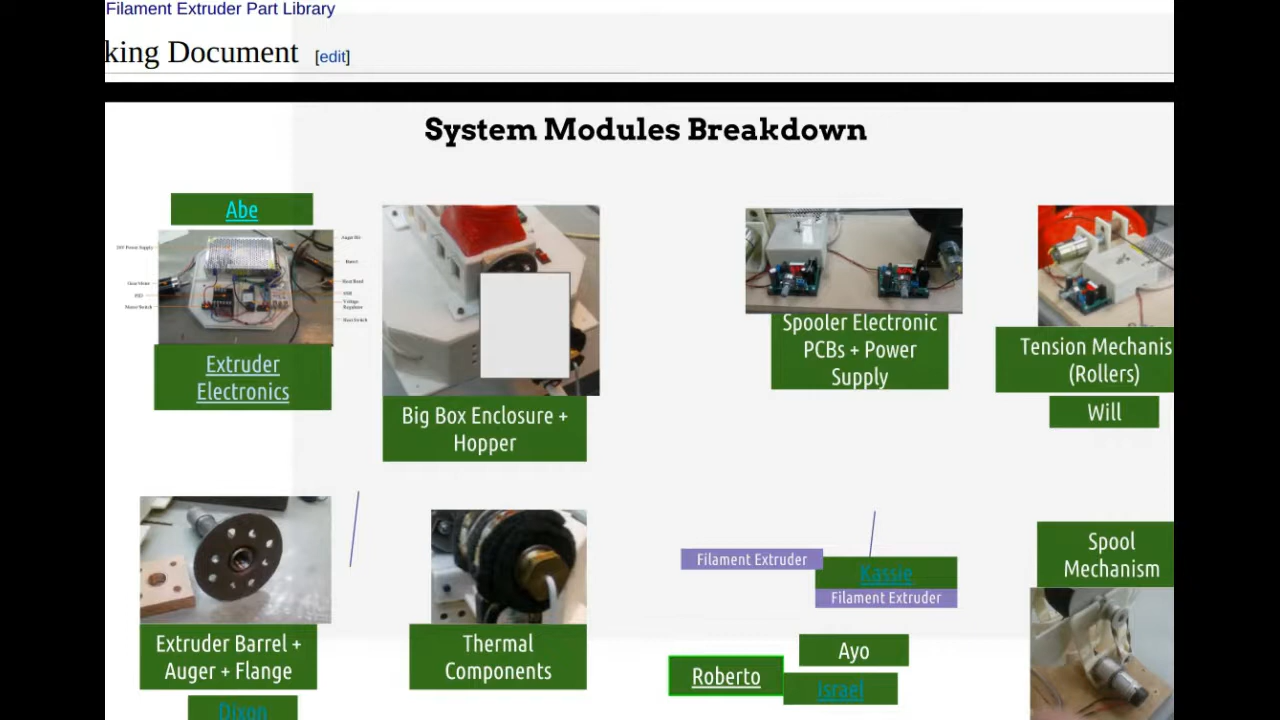 Filament Extruder Part Library
king Document [edit]
System Modules Breakdown
Abe
Extruder
Electronics
Big Box Enclosure +
Hopper
Spooler Electronic
PCBs + Power
Supply
Tension Mechanis
(Rollers)
Will
Extruder Barrel +
Auger + Flange
Dixon
Thermal
Components
Filament Extruder
Kassie
Filament Extruder
Ayo
Roberto
Israel
Spool
Mechanism